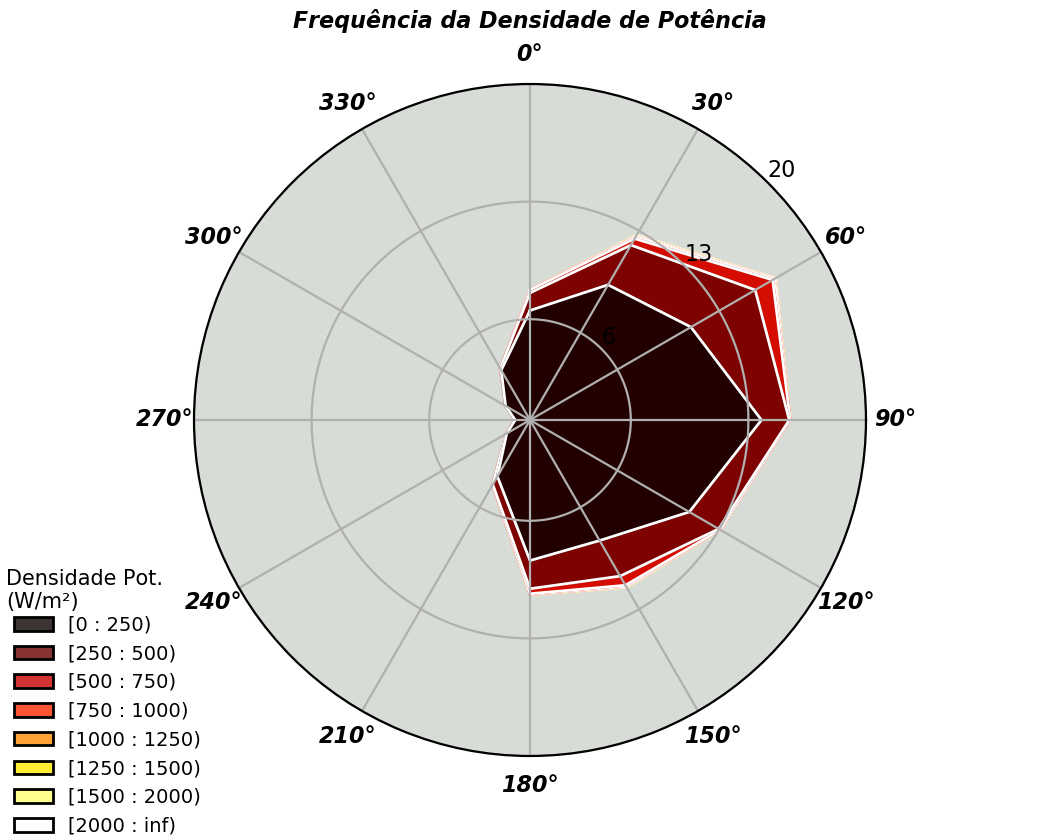 Frequência da Densidade de Potência
0°
330°
30°
20
300°
60°
13
6
270°
90°
240°
120°
210°
150°
180°
Densidade Pot.
(W/m²)
[0 : 250)
[250 : 500)
[500 : 750)
[750 : 1000)
[1000 : 1250)
[1250 : 1500)
[1500 : 2000)
[2000 : inf)